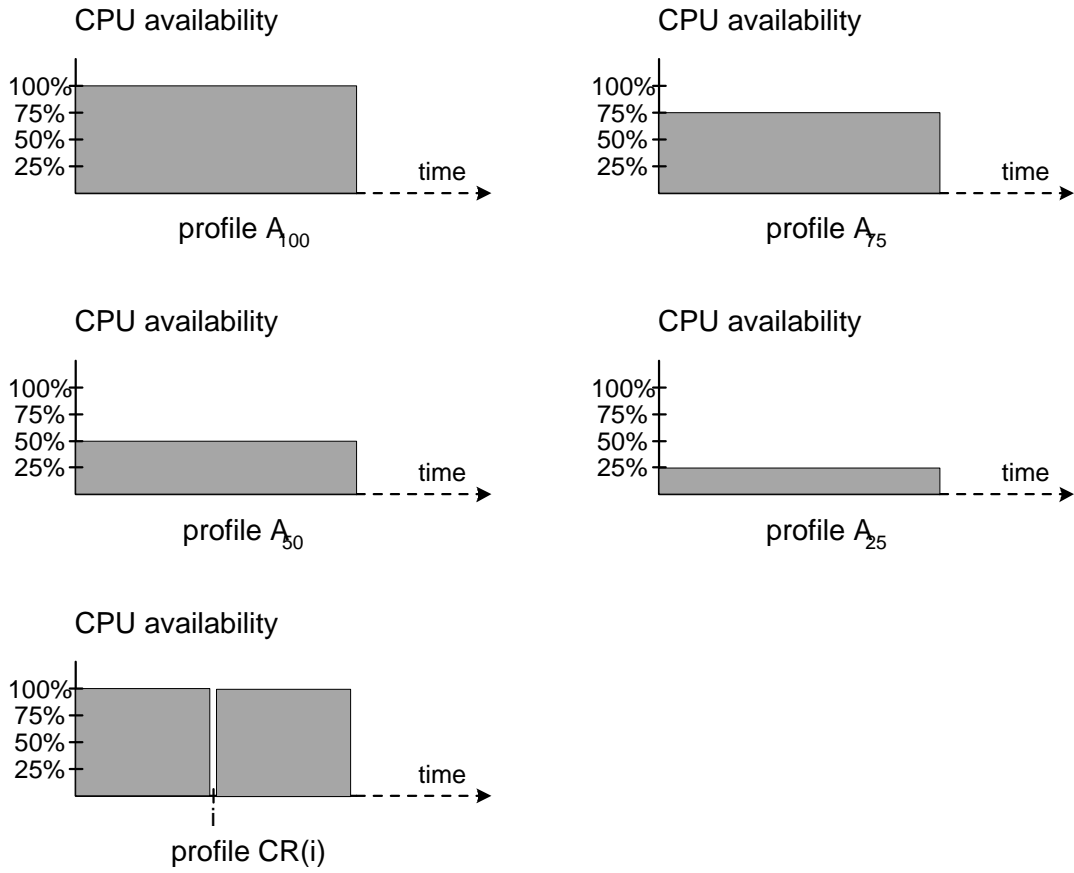 CPU availability
100%
75%
50%
25%
time
profile A100
CPU availability
100%
75%
50%
25%
time
profile A75
CPU availability
100%
75%
50%
25%
time
profile A50
CPU availability
100%
75%
50%
25%
time
profile A25
CPU availability
100%
75%
50%
25%
time
i
profile CR(i)